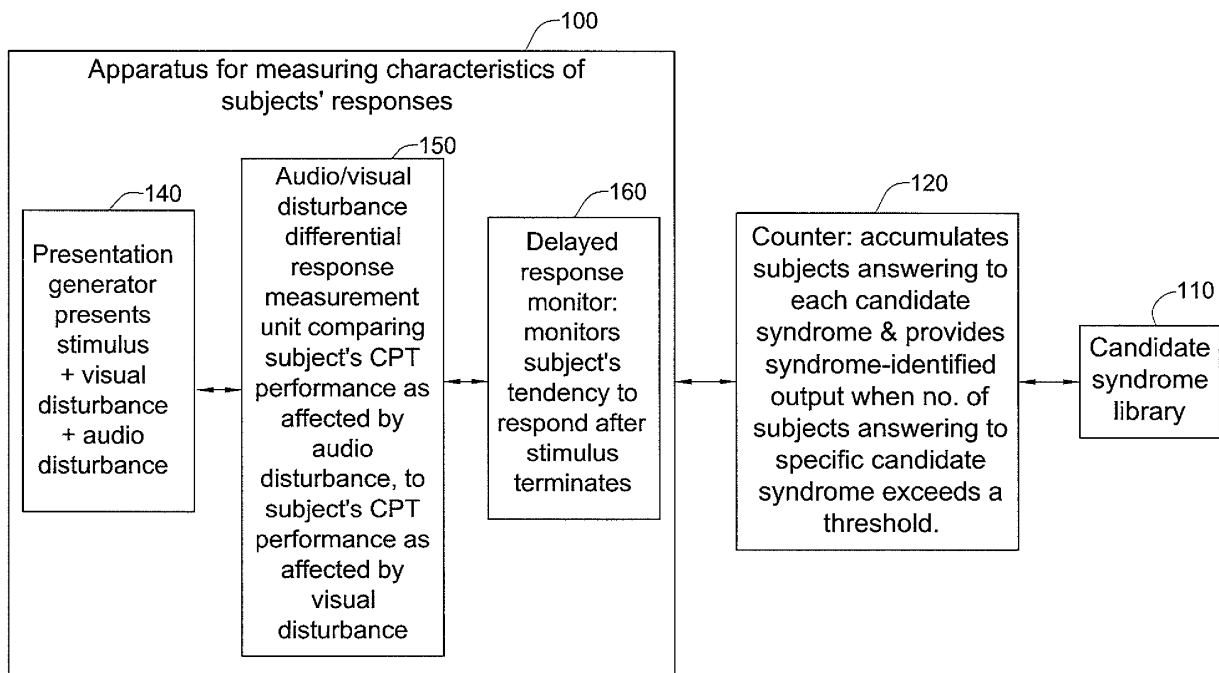 100
Apparatus for measuring characteristics of
subjects' responses
140
Presentation
generator
presents
stimulus
+ visual
disturbance
+ audio
disturbance
150
Audio/visual
disturbance
differential
response
measurement
unit comparing
subject's CPT
performance as
affected by
audio
disturbance, to
subject's CPT
performance as
affected by
visual
disturbance
160
Delayed
response
monitor:
monitors
subject's
tendency to
respond after
stimulus
terminates
120
Counter: accumulates
subjects answering to
each candidate
syndrome & provides
syndrome-identified
output when no. of
subjects answering to
specific candidate
syndrome exceeds a
threshold.
110
Candidate
syndrome
library